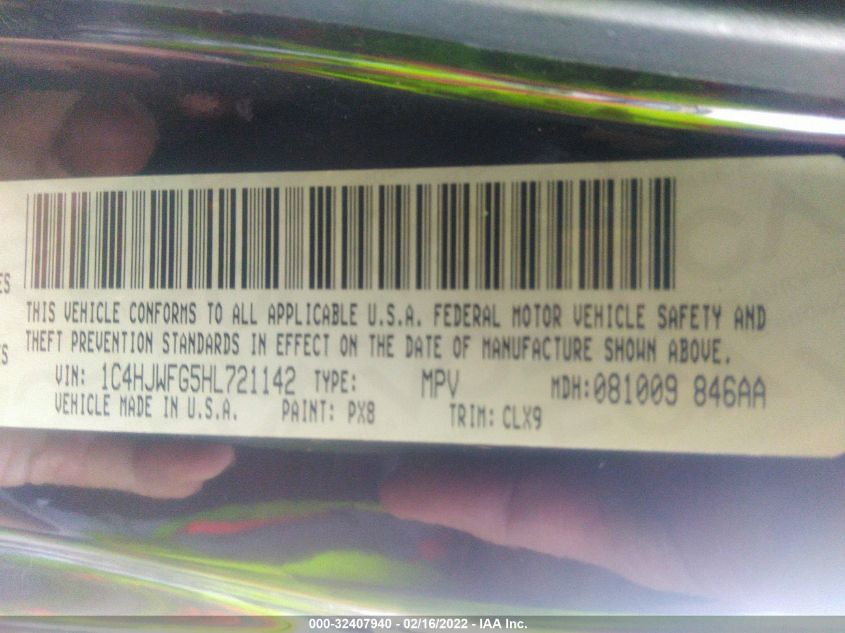 ES
THIS VEHICLE CONFORMS TO ALL APPLICABLE U.S.A. FEDERAL MOTOR VEHICLE SAFETY AND
ES THEFT PREVENTION STANDARDS IN EFFECT ON THE DATE OF MANUFACTURE SHOWN ABOVE.
VIN: 1C4HJWFG5HL721142 TYPE: MPV MDH:081009 846AA
VEHICLE MADE IN U.S.A. PAINT: PX8 TRIM: CLX9
000-32407940 - 02/16/2022 - IAA Inc.